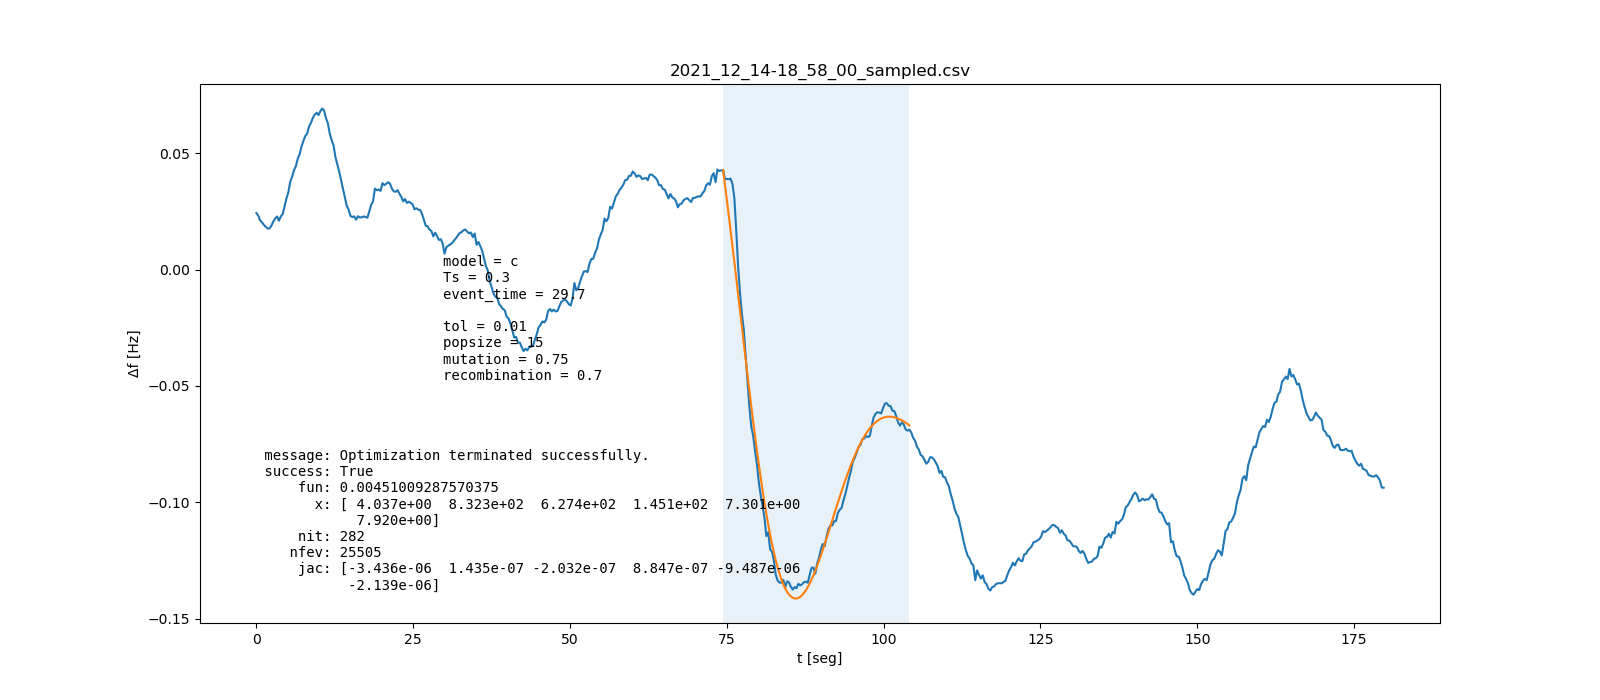 2021_12_14-18_58_00_sampled.csv
0.05
0.00
−0.05
−0.10
−0.15
Δf [Hz]
model = c
Ts = 0.3
event_time = 29.7
tol = 0.01
popsize = 15
mutation = 0.75
recombination = 0.7
message: Optimization terminated successfully.
success: True
fun: 0.00451009287570375
x: [ 4.037e+00  8.323e+02  6.274e+02  1.451e+02  7.301e+00
7.920e+00]
nit: 282
nfev: 25505
jac: [-3.436e-06  1.435e-07 -2.032e-07  8.847e-07 -9.487e-06
-2.139e-06]
0 25 50 75 100 125 150 175
t [seg]